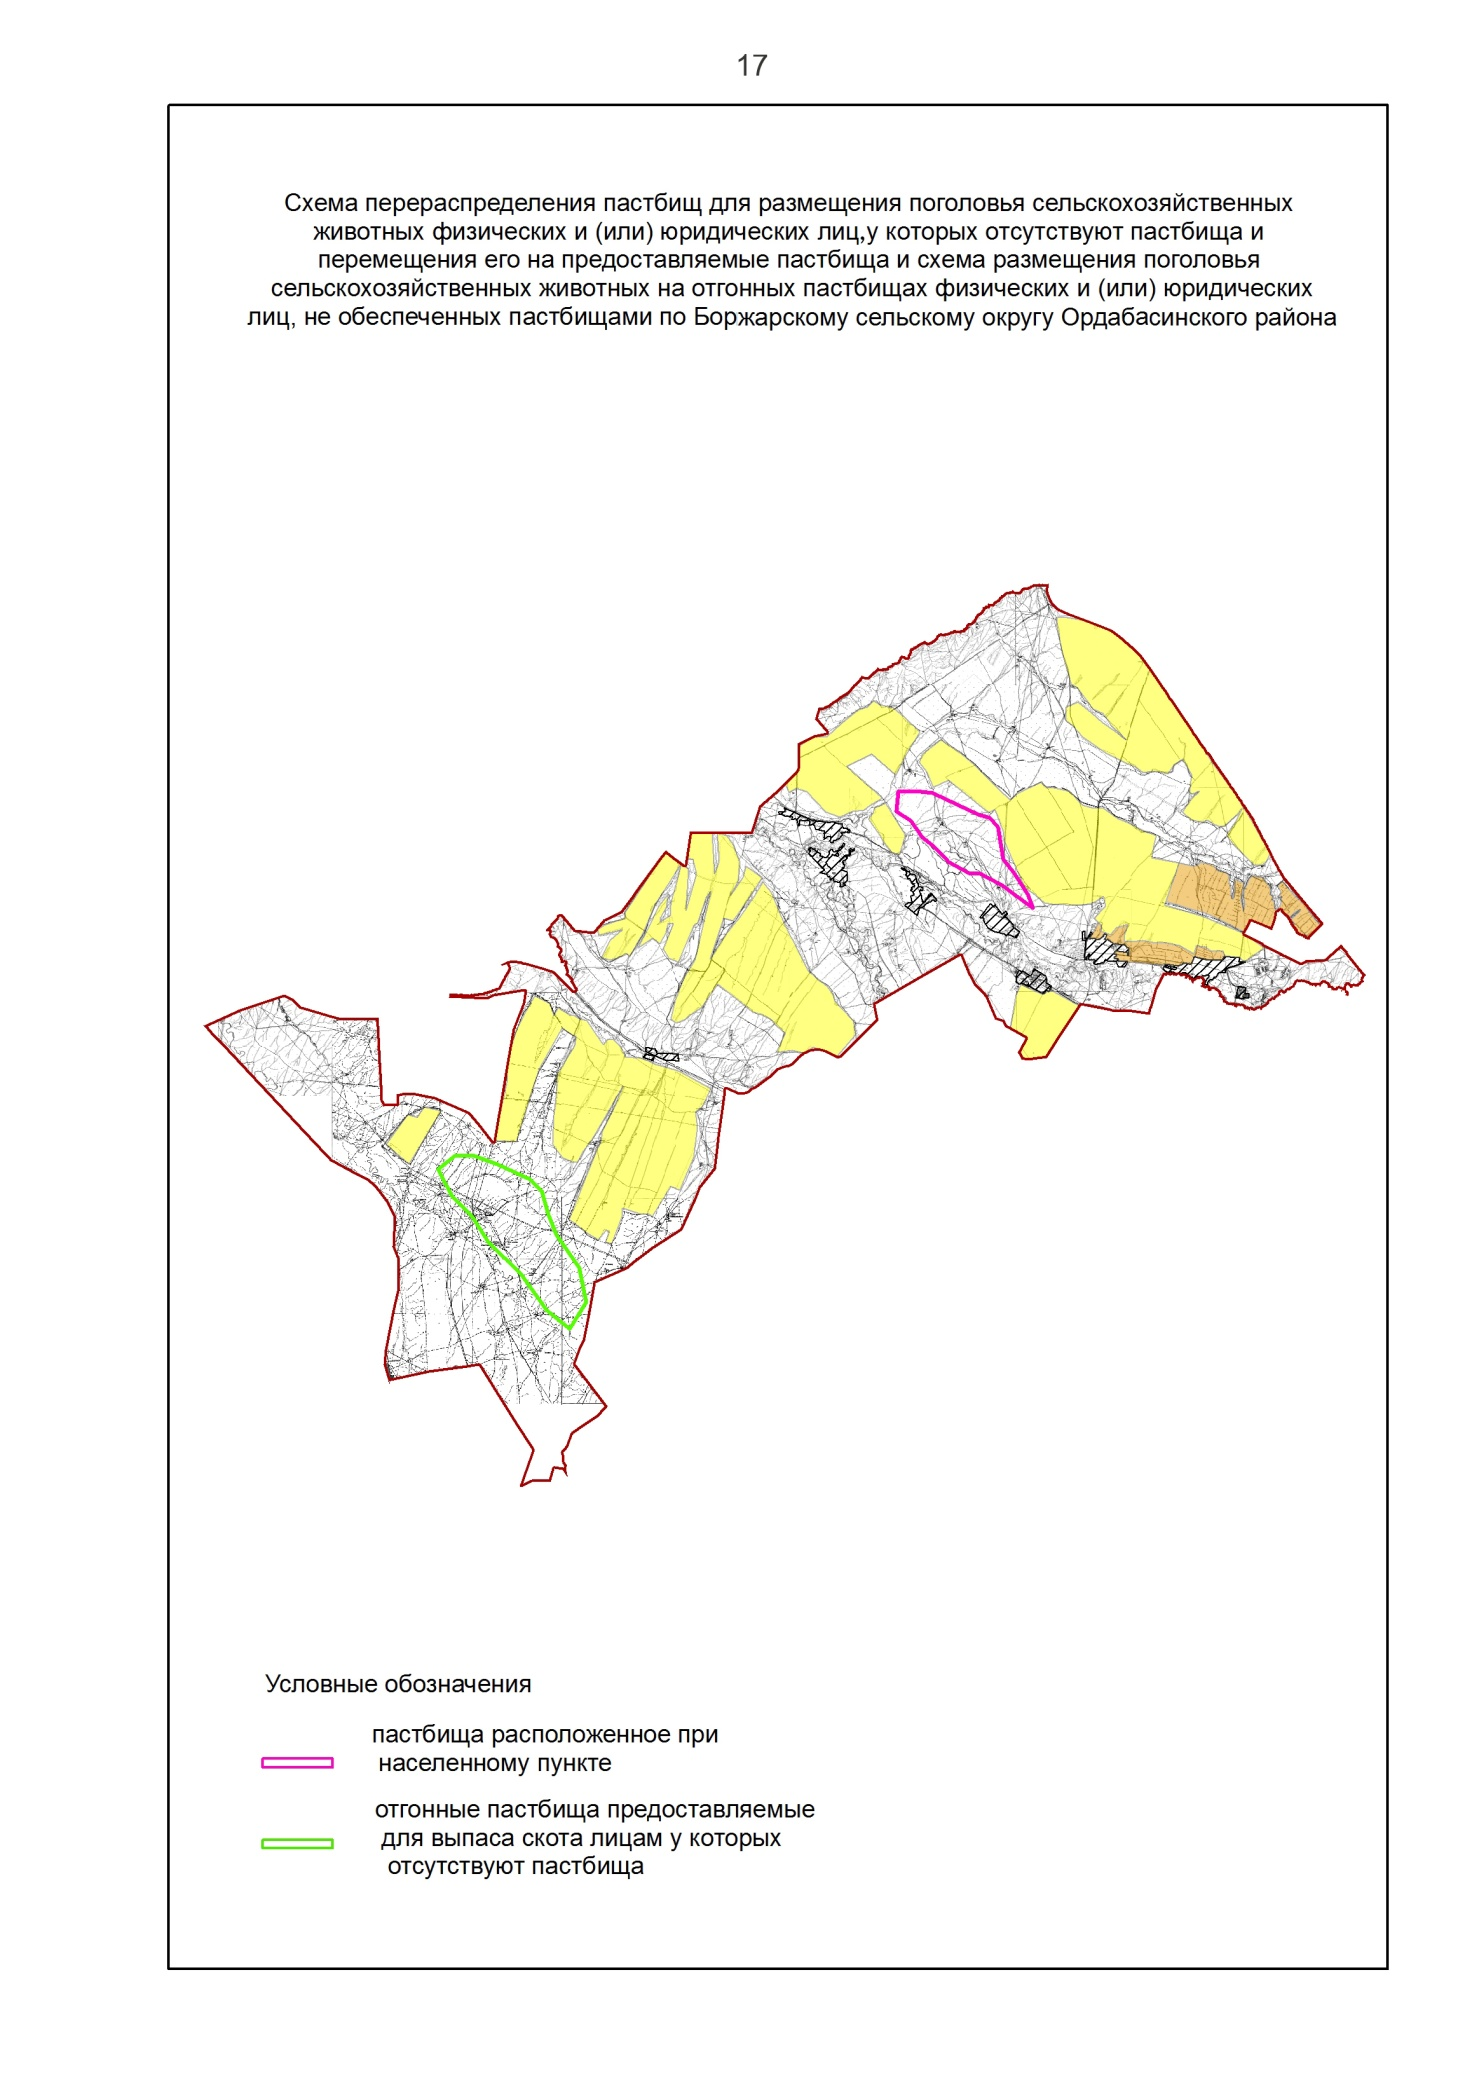 17
Схема перераспределения пастбищ для размещения поголовья сельскохозяйственных
животных физических и (или) юридических лиц,у которых отсутствуют пастбища и
перемещения его на предоставляемые пастбища и схема размещения поголовья
сельскохозяйственных животных на отгонных пастбищах физических и (или) юридических
лиц, не обеспеченных пастбищами по Боржарскому сельскому округу Ордабасинского района
Условные обозначения
пастбища расположенное при
населенному пункте
отгонные пастбища предоставляемые
для выпаса скота лицам у которых
отсутствуют пастбища